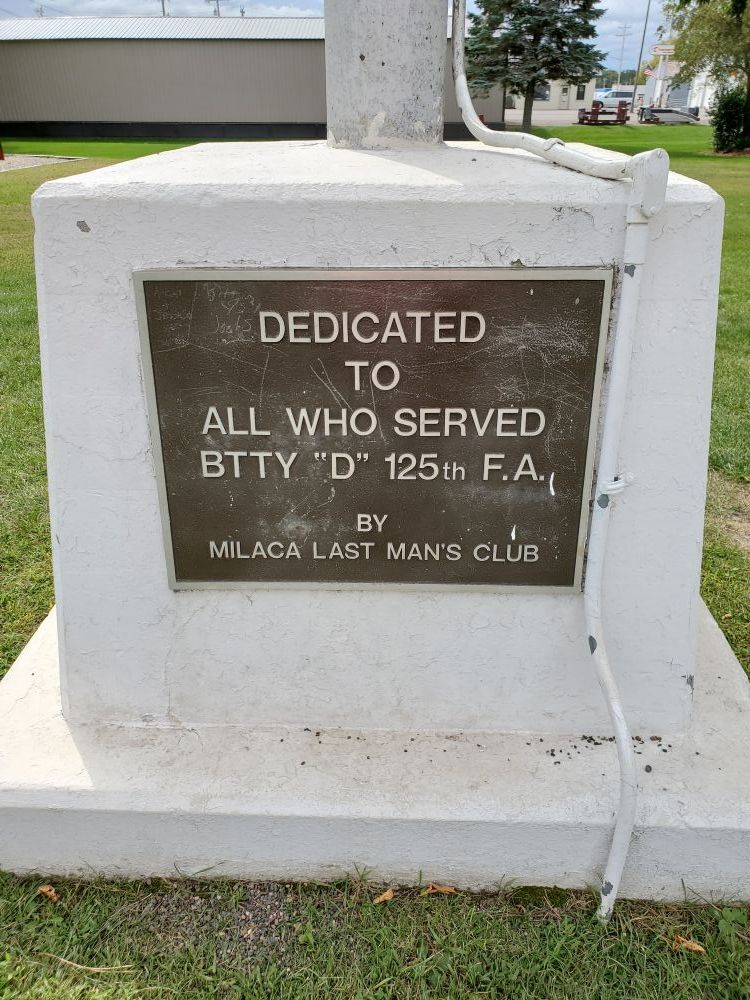 DEDICATED
TO
ALL WHO SERVED
BTTY "D" 125th F.A.
BY
MILACA LAST MAN'S CLUB